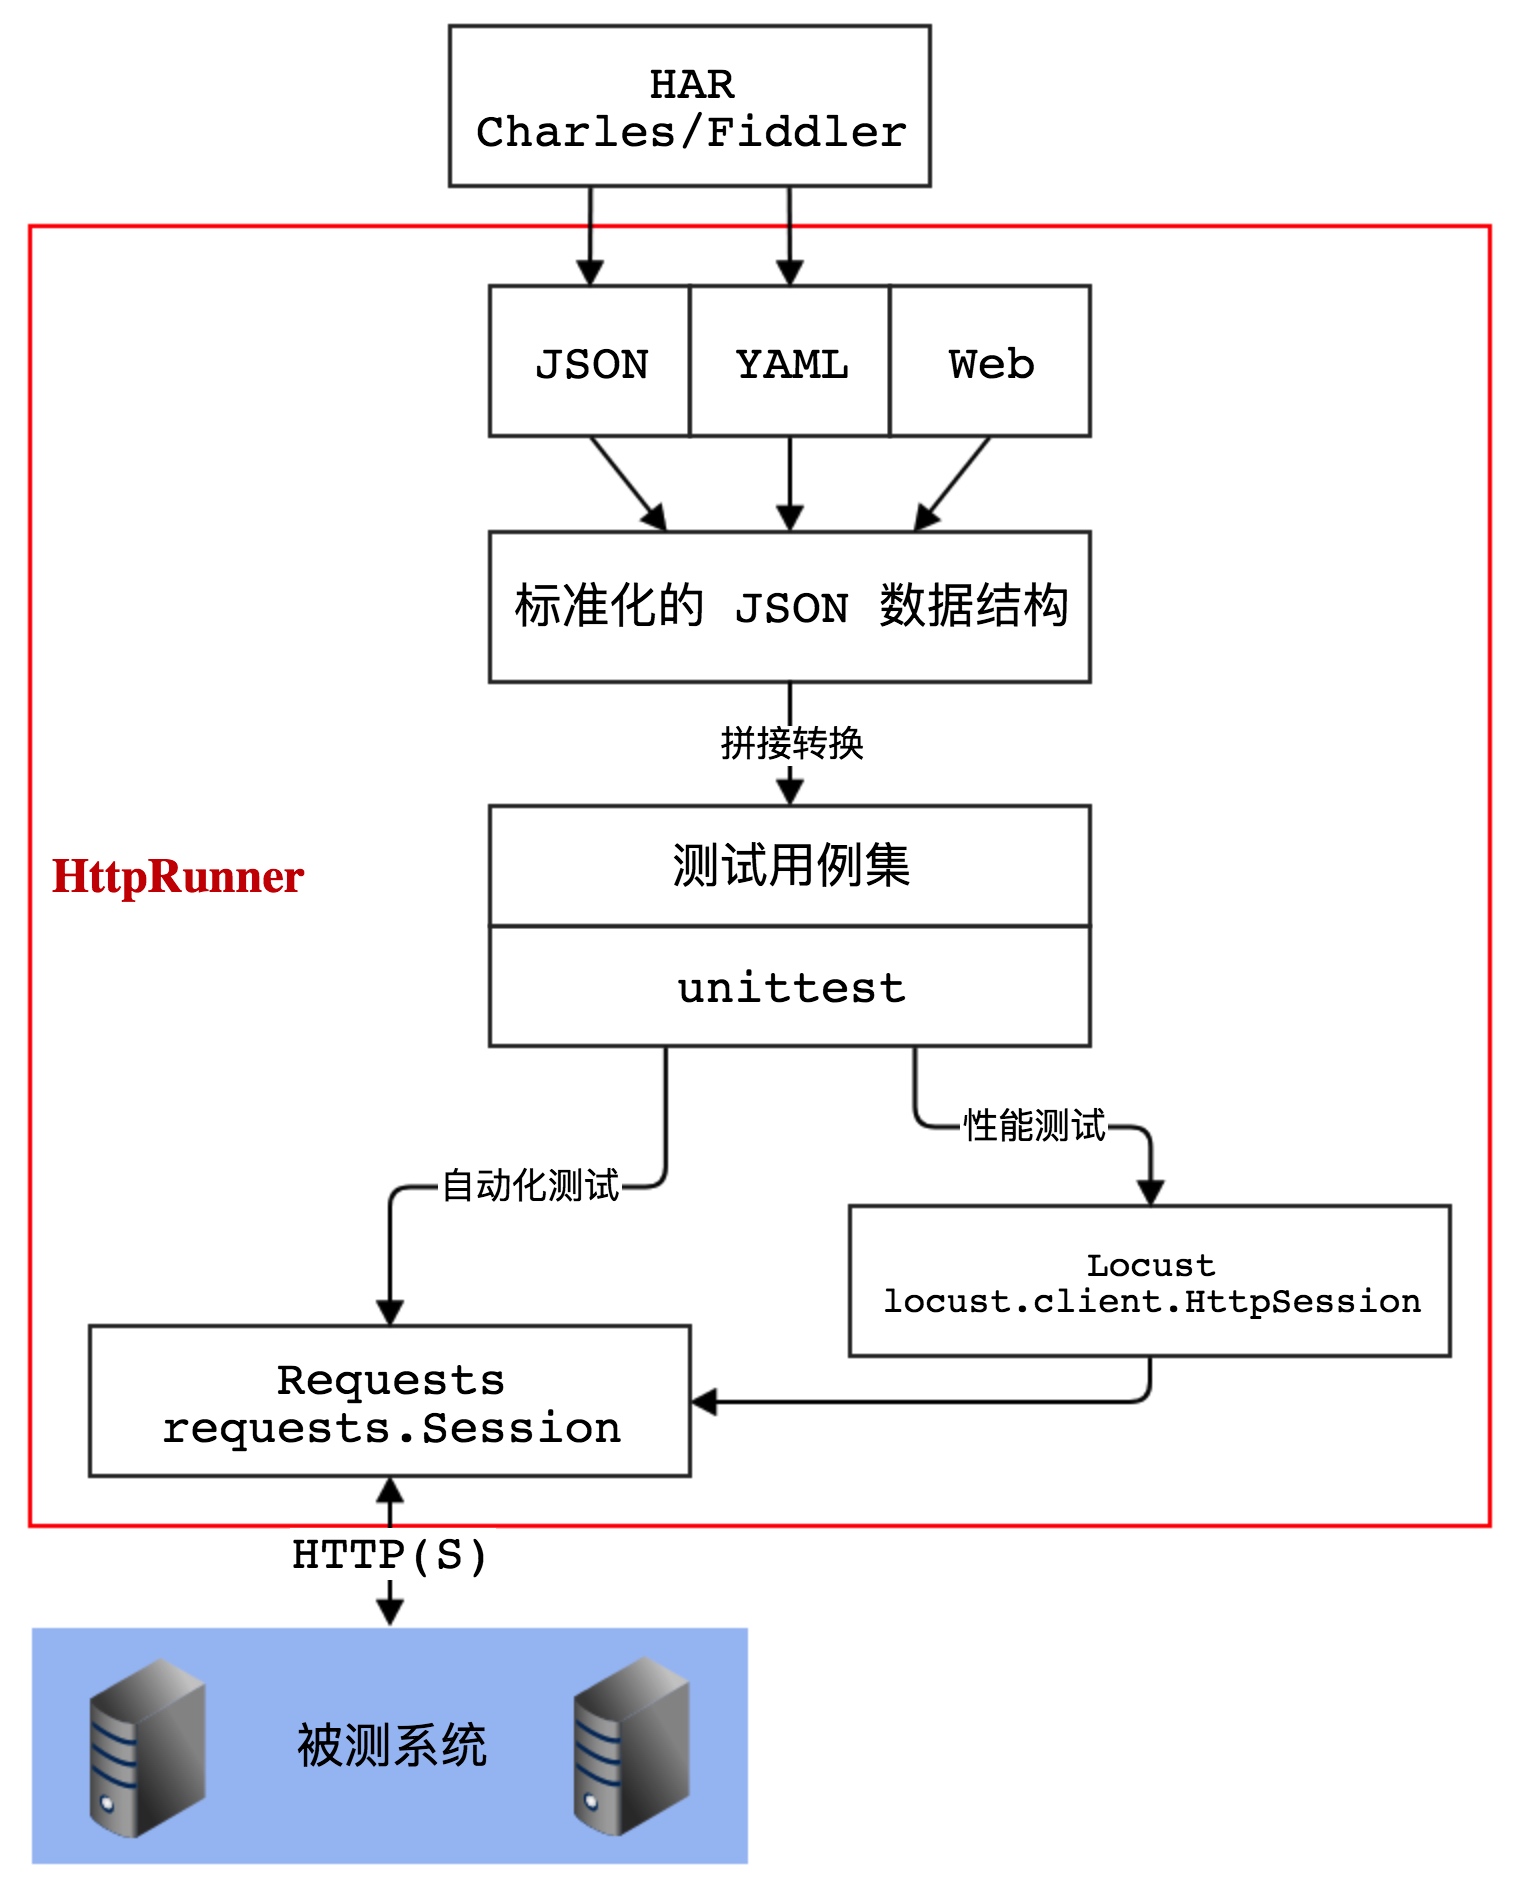 HAR
Charles/Fiddler
JSON
YAML
Web
标准化的 JSON 数据结构
拼接转换
测试用例集
HttpRunner
unittest
性能测试
自动化测试
Locust
locust.client.HttpSession
Requests
requests.Session
HTTP(S)
被测系统